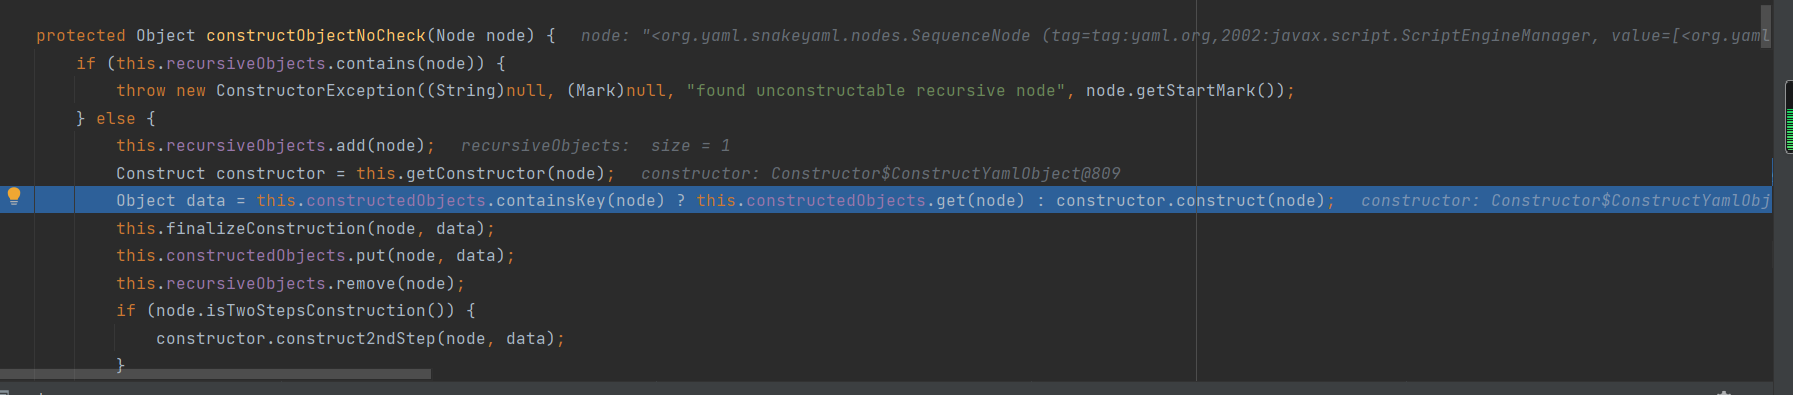 protected Object constructObjectNoCheck(Node node) {   node: "<org.yaml.snakeyaml.nodes.SequenceNode (tag=tag:yaml.org,2002:javax.script.ScriptEngineManager, value=[<org.yaml
if (this.recursiveObjects.contains(node)) {
throw new ConstructorException((String)null, (Mark)null, "found unconstructable recursive node", node.getStartMark());
} else {
this.recursiveObjects.add(node);   recursiveObjects:  size = 1
Construct constructor = this.getConstructor(node);   constructor: Constructor$ConstructYamlObject@809
Object data = this.constructedObjects.containsKey(node) ? this.constructedObjects.get(node) : constructor.construct(node);   constructor: Constructor$ConstructYamlObj
this.finalizeConstruction(node, data);
this.constructedObjects.put(node, data);
this.recursiveObjects.remove(node);
if (node.isTwoStepsConstruction()) {
constructor.construct2ndStep(node, data);
}